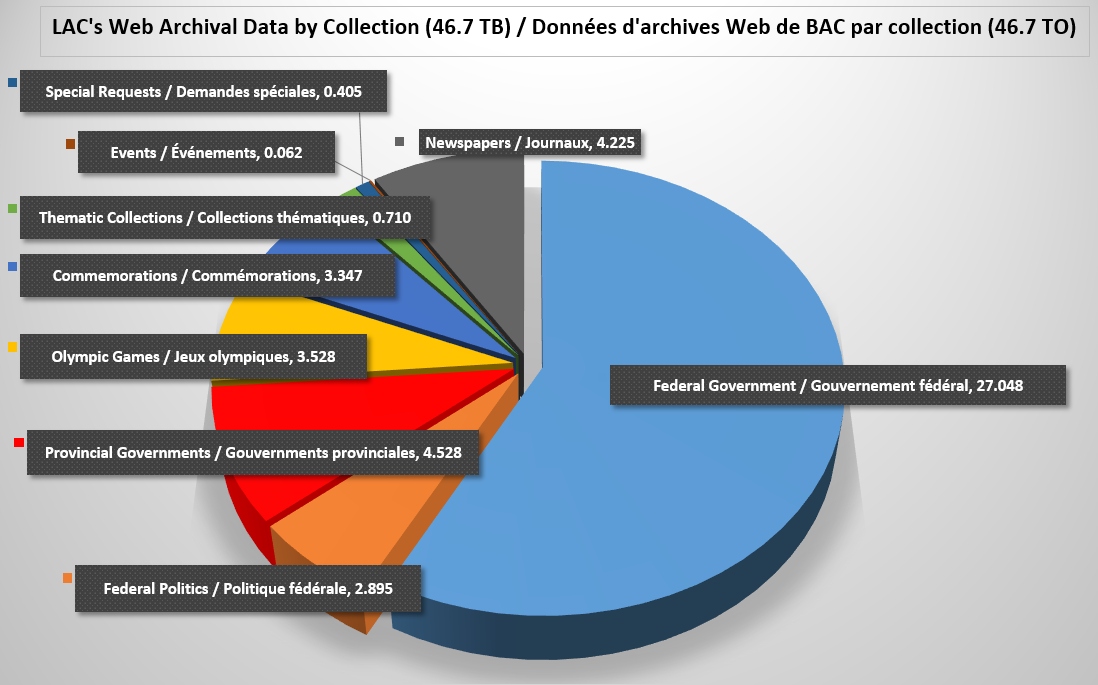 LAC's Web Archival Data by Collection (46.7 TB) / Données d'archives Web de BAC par collection (46.7 TO)
Special Requests / Demandes spéciales, 0.405
Events / Événements, 0.062
Newspapers / Journaux, 4.225
Thematic Collections / Collections thématiques, 0.710
Commemorations / Commémorations, 3.347
Olympic Games / Jeux olympiques, 3.528
Federal Government / Gouvernement fédéral, 27.048
Provincial Governments / Gouvernments provinciales, 4.528
Federal Politics / Politique fédérale, 2.895